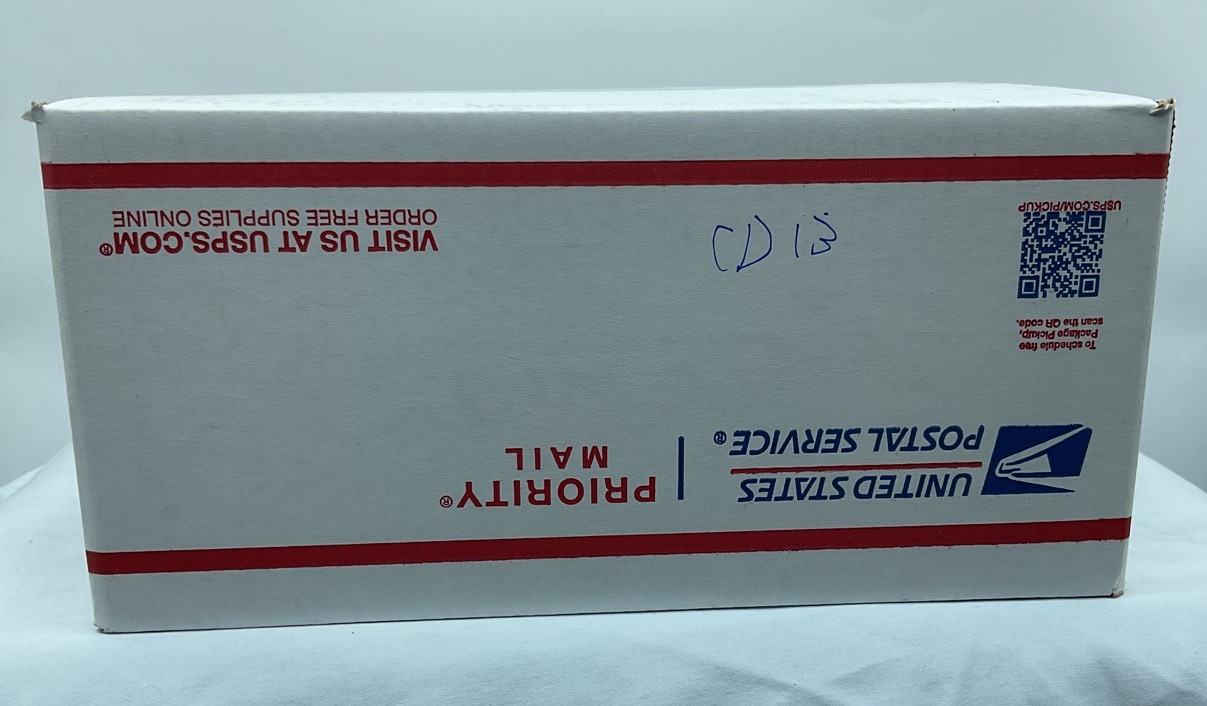 UNITED STATES
POSTAL SERVICE®
PRIORITY®
MAIL
To schedule free
Package Pickup,
scan the QR code.
USPS.COM/PICKUP
VISIT US AT USPS.COM®
ORDER FREE SUPPLIES ONLINE